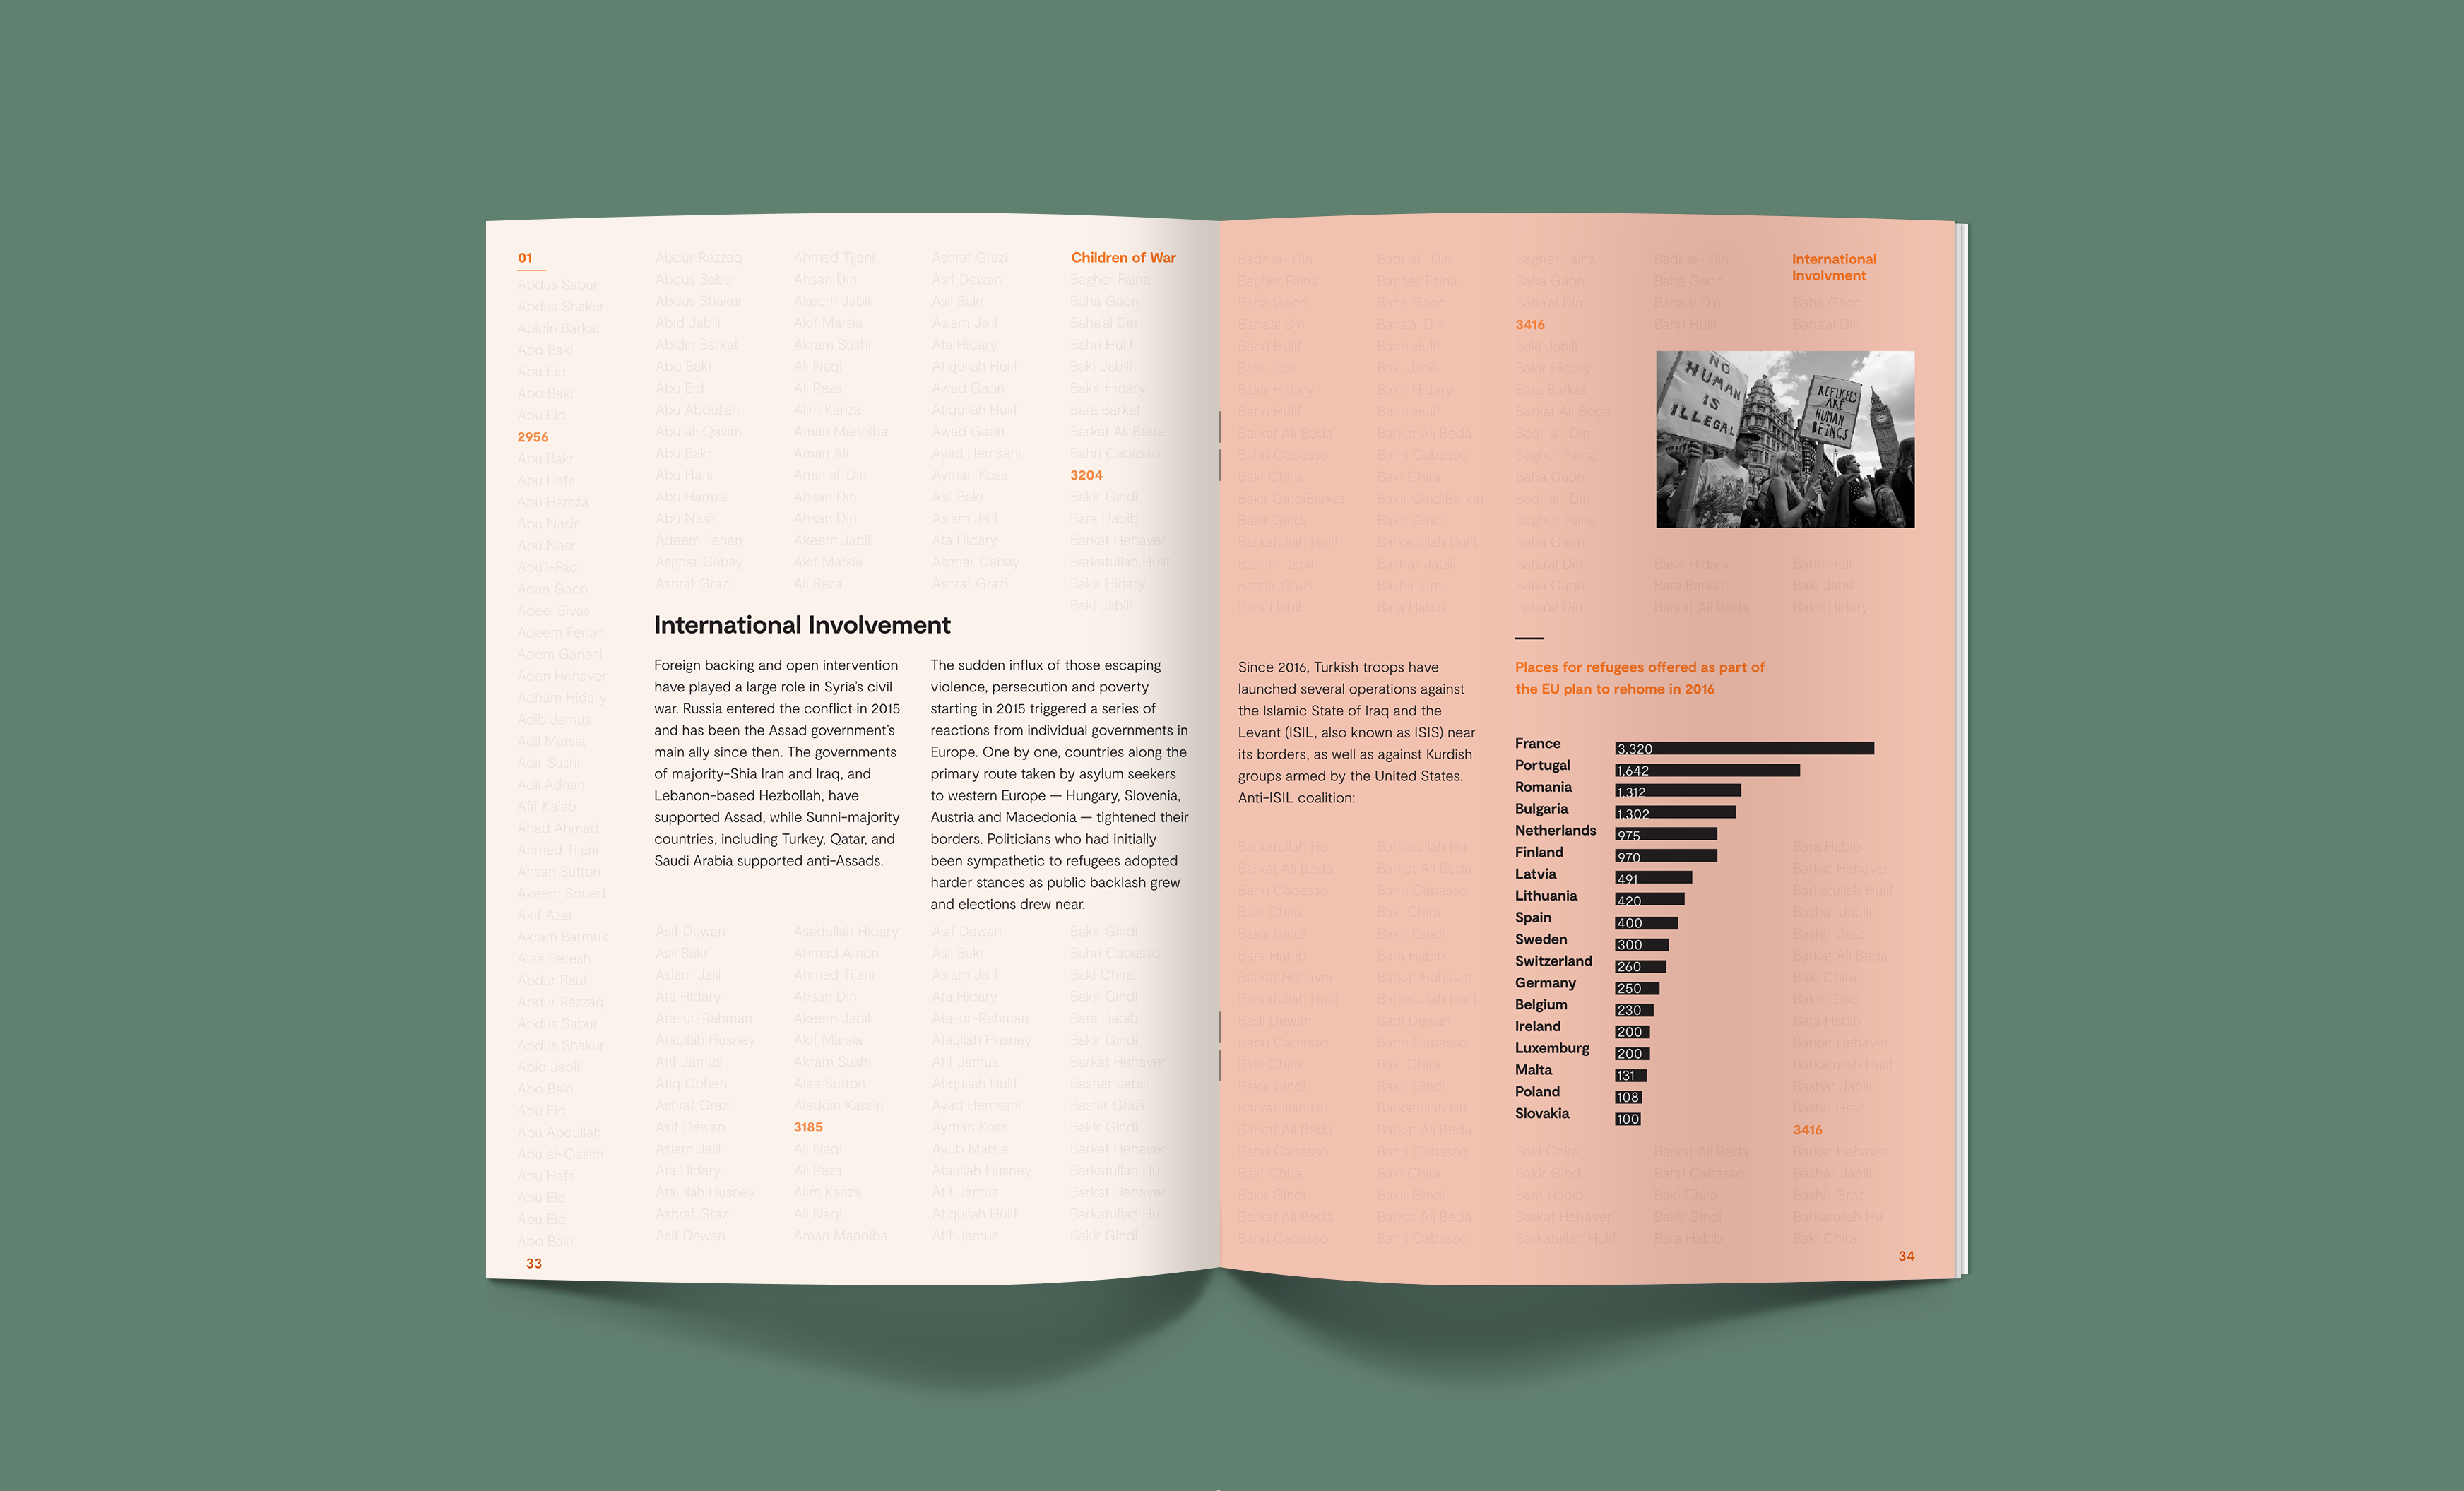 01
Abdus Sabur
Abdus Shakur
Abidin Barkat
Abo Baki
Abu Eid
Abo Baki
Abu Eid
2956
Abu Bakr
Abu Hafs
Abu Hamza
Abu Nasir
Abu Nasr
Abu'l-Fadl
Adan Gaon
Adeel Bivas
Adeem Fenan
Adem Ganani
Aden Hehaver
Adham Hidary
Adib Jamus
Adil Marsia
Adir Sushi
Adli Adnan
Afif Kalab
Ahad Ahmad
Ahmed Tijani
Ahsan Sutton
Akeem Soued
Akif Azar
Akram Barmuk
Alaa Betesh
Abdur Rauf
Abdur Razzaq
Abdus Sabur
Abdus Shakur
Abid Jabili
Abo Baki
Abu Eid
Abu Abdullah
Abu al-Qasim
Abu Hafs
Abu Eid
Abu Eid
Abo Baki
33
Abdur Razzaq
Abdus Sabur
Abdus Shakur
Abid Jabili
Abidin Barkat
Abo Baki
Abu Eid
Abu Abdullah
Abu al-Qasim
Abu Bakr
Abu Hafs
Abu Hamza
Abu Nasir
Adeem Fenan
Asghar Gabay
Ashraf Grazi
Ahmed Tijani
Ahsan Din
Akeem Jabili
Akif Marsia
Akram Sushi
Ali Naqi
Ali Reza
Alim Kanza
Aman Manoiba
Aman Ali
Amin al-Din
Ahsan Din
Ahsan Din
Akeem Jabili
Akif Marsia
Ali Reza
Ashraf Grazi
Asif Dewan
Asil Bakr
Aslam Jalil
Ata Hidary
Atiqullah Hulif
Awad Gaon
Atiqullah Hulif
Awad Gaon
Ayad Hemsani
Ayman Koss
Asil Bakr
Aslam Jalil
Ata Hidary
Asghar Gabay
Ashraf Grazi
Children of War
Bagher Faina
Baha Gaon
Baha'al Din
Bahri Hulif
Baki Jabili
Bakir Hidary
Bara Barkat
Barkat Ali Beda
Bahri Cabasso
3204
Bakir Gindi
Bara Habib
Barkat Hehaver
Barkatullah Hulif
Bakir Hidary
Baki Jabili
International Involvement
Foreign backing and open intervention
have played a large role in Syria's civil
war. Russia entered the conflict in 2015
and has been the Assad government's
main ally since then. The governments
of majority-Shia Iran and Iraq, and
Lebanon-based Hezbollah, have
supported Assad, while Sunni-majority
countries, including Turkey, Qatar, and
Saudi Arabia supported anti-Assads.
The sudden influx of those escaping
violence, persecution and poverty
starting in 2015 triggered a series of
reactions from individual governments in
Europe. One by one, countries along the
primary route taken by asylum seekers
to western Europe — Hungary, Slovenia,
Austria and Macedonia — tightened their
borders. Politicians who had initially
been sympathetic to refugees adopted
harder stances as public backlash grew
and elections drew near.
Asif Dewan
Asil Bakr
Aslam Jalil
Ata Hidary
Ata-ur-Rahman
Ataullah Husney
Atif Jamus
Atiq Cohen
Ashraf Grazi
Asif Dewan
Aslam Jalil
Ata Hidary
Ataullah Husney
Ashraf Grazi
Asif Dewan
Asadullah Hidary
Ahmad Amon
Ahmed Tijani
Ahsan Din
Akeem Jabili
Akif Marsia
Akram Sushi
Alaa Sutton
Aladdin Kassin
3185
Ali Naqi
Ali Reza
Alim Kanza
Ali Naqi
Aman Manoiba
Asif Dewan
Asil Bakr
Aslam Jalil
Ata Hidary
Ata-ur-Rahman
Ataullah Husney
Atif Jamus
Atiqullah Hulif
Ayad Hemsani
Ayman Koss
Ayub Marsia
Ataullah Husney
Atif Jamus
Atiqullah Hulif
Atif Jamus
Bakir Gindi
Bahri Cabasso
Baki Chira
Bakir Gindi
Bara Habib
Bakir Gindi
Barkat Hehaver
Bashar Jabili
Bashir Grazi
Bakir Gindi
Barkat Hehaver
Barkatullah Hu
Barkat Hehaver
Barkatullah Hu
Bakir Gindi
Badr al- Din
Bagher Faina
Baha Gaon
Baha'al Din
Bahri Hulif
Baki Jabili
Bakir Hidary
Bahri Hulif
Barkat Ali Beda
Bahri Cabasso
Baki Chira
Bakir GindiBarkat
Bakir Gindi
Barkatullah Hulif
Bashar Jabili
Bashir Grazi
Bara Habib
Badr al- Din
Bagher Faina
Baha Gaon
Baha'al Din
Bahri Hulif
Baki Jabili
Bakir Hidary
Bahri Hulif
Barkat Ali Beda
Bahri Cabasso
Baki Chira
Bakir GindiBarkat
Bakir Gindi
Barkatullah Hulif
Bashar Jabili
Bashir Grazi
Bara Habib
Bagher Faina
Baha Gaon
Baha'al Din
3416
Baki Jabili
Bakir Hidary
Bara Barkat
Barkat Ali Beda
Badr al- Din
Bagher Faina
Baha Gaon
Badr al- Din
Bagher Faina
Baha Gaon
Baha'al Din
Baha Gaon
Baha'al Din
Badr al- Din
Baha Gaon
Baha'al Din
Bahri Hulif
International
Involvment
Baha Gaon
Baha'al Din
NO
HUMAN
IS
ILLEGAL
REFUGEES
ARE
HUMAN
BEINGS
Bakir Hidary
Bara Barkat
Barkat Ali Beda
Bahri Hulif
Baki Jabili
Bakir Hidary
Since 2016, Turkish troops have
launched several operations against
the Islamic State of Iraq and the
Levant (ISIL, also known as ISIS) near
its borders, as well as against Kurdish
groups armed by the United States.
Anti-ISIL coalition:
Places for refugees offered as part of
the EU plan to rehome in 2016
France 3,320
Portugal 1,642
Romania 1,312
Bulgaria 1,302
Netherlands 975
Finland 970
Latvia 491
Lithuania 420
Spain 400
Sweden 300
Switzerland 260
Germany 250
Belgium 230
Ireland 200
Luxemburg 200
Malta 131
Poland 108
Slovakia 100
Barkatullah Hu
Barkat Ali Beda
Bahri Cabasso
Baki Chira
Bakir Gindi
Bara Habib
Barkat Hehaver
Barkatullah Hulif
Badi Dewan
Bahri Cabasso
Baki Chira
Bakir Gindi
Barkatullah Hu
Barkat Ali Beda
Bahri Cabasso
Baki Chira
Bakir Gindi
Barkat Ali Beda
Bahri Cabasso
Barkatullah Hu
Barkat Ali Beda
Bahri Cabasso
Baki Chira
Bakir Gindi
Bara Habib
Barkat Hehaver
Barkatullah Hulif
Badi Dewan
Bahri Cabasso
Baki Chira
Bakir Gindi
Barkatullah Hu
Barkat Ali Beda
Bahri Cabasso
Baki Chira
Bakir Gindi
Barkat Ali Beda
Bahri Cabasso
Baki Chira
Bakir Gindi
Bara Habib
Barkat Hehaver
Barkatullah Hulif
Barkat Ali Beda
Bahri Cabasso
Baki Chira
Bakir Gindi
Bara Habib
Bara Habib
Barkat Hehaver
Barkatullah Hulif
Bashar Jabili
Bashir Grazi
Barkat Ali Beda
Baki Chira
Bakir Gindi
Bara Habib
Barkat Hehaver
Barkatullah Hulif
Bashar Jabili
Bashir Grazi
3416
Barkat Hehaver
Bashar Jabili
Bashir Grazi
Barkatullah Hu
Baki Chira
34